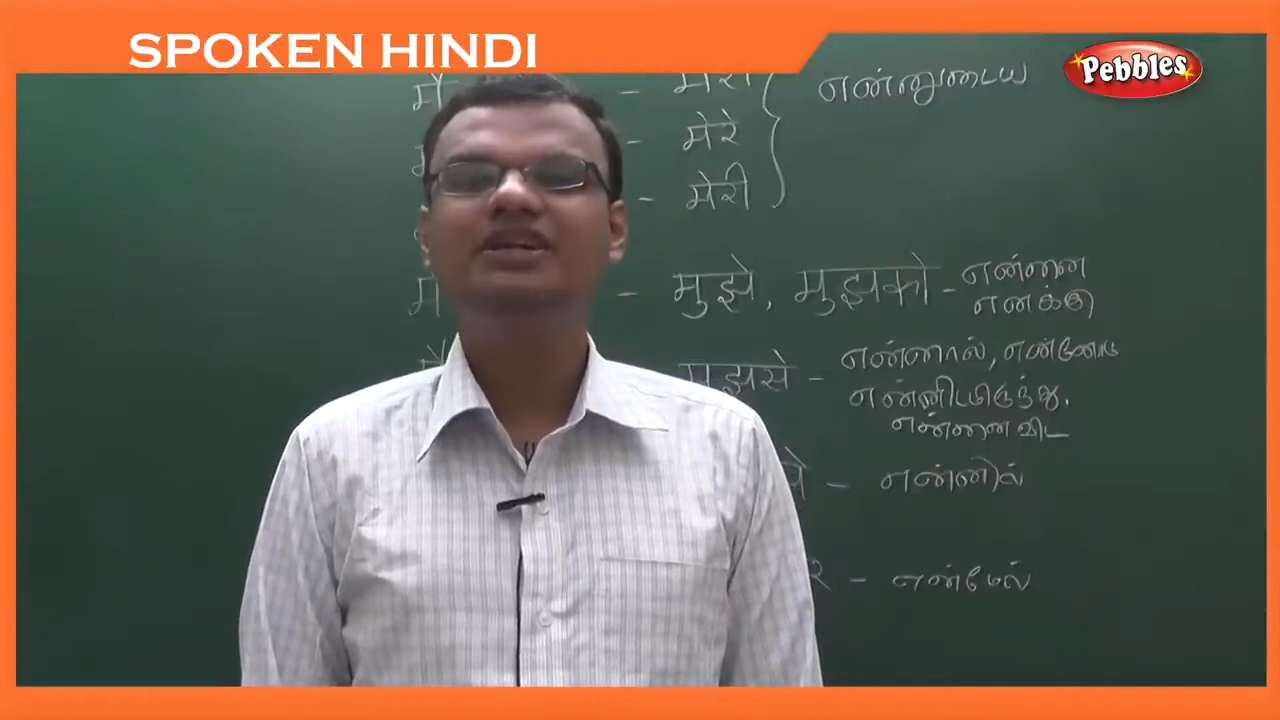 SPOKEN HINDI
Pebbles
मैं - मेरा } என்னுடைய
- मेरे
- मेरी
- मुझे, मुझको - என்னை
எனக்கு
मुझसे - என்னால், என்னோடு
என்னிடமிருந்து,
என்னை விட
- என்னில்
- என்மேல்